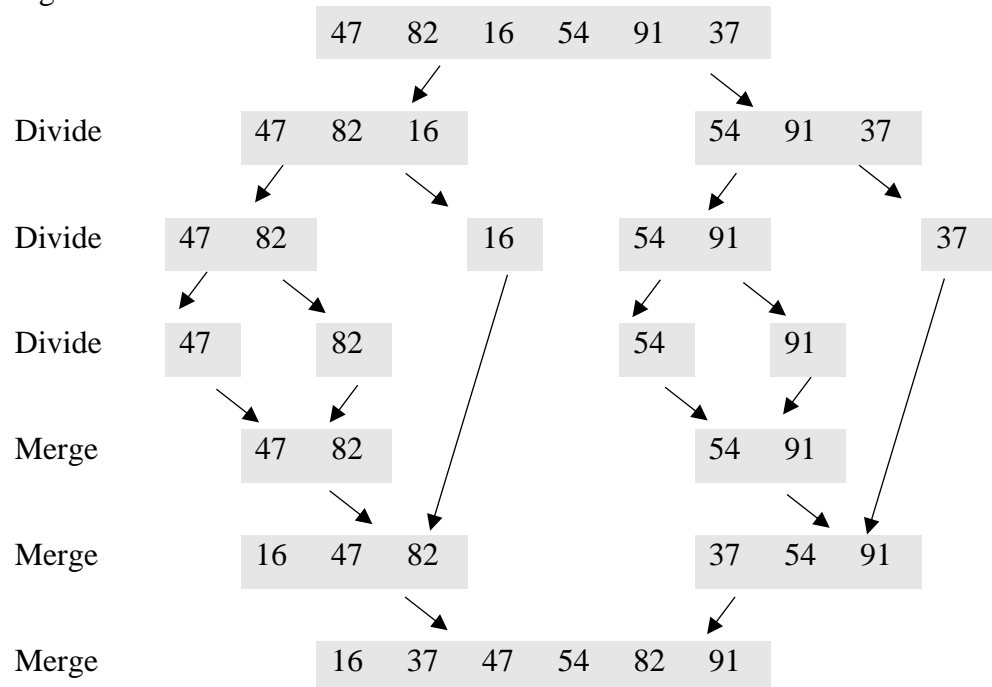 47 82 16 54 91 37
Divide 47 82 16 54 91 37
Divide 47 82 16 54 91 37
Divide 47 82 54 91
Merge 47 82 54 91
Merge 16 47 82 37 54 91
Merge 16 37 47 54 82 91